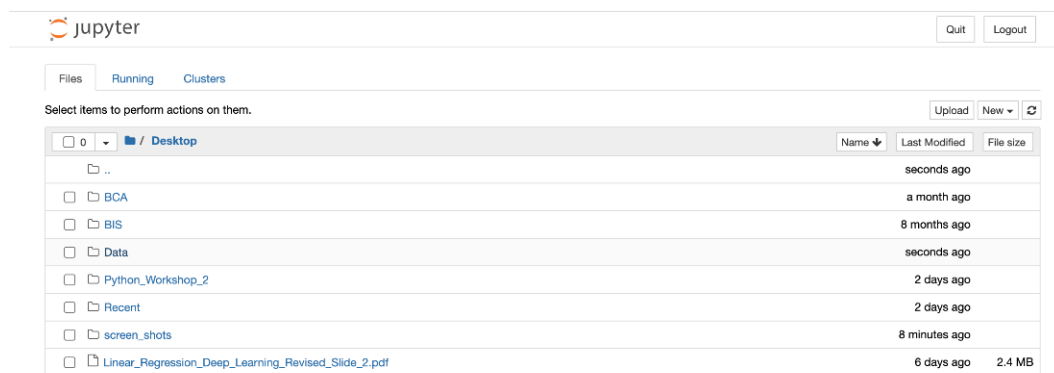 jupyter Quit Logout
Files Running Clusters
Select items to perform actions on them. Upload New
0 / Desktop Name Last Modified File size
.. seconds ago
BCA a month ago
BIS 8 months ago
Data seconds ago
Python_Workshop_2 2 days ago
Recent 2 days ago
screen_shots 8 minutes ago
Linear_Regression_Deep_Learning_Revised_Slide_2.pdf 6 days ago 2.4 MB